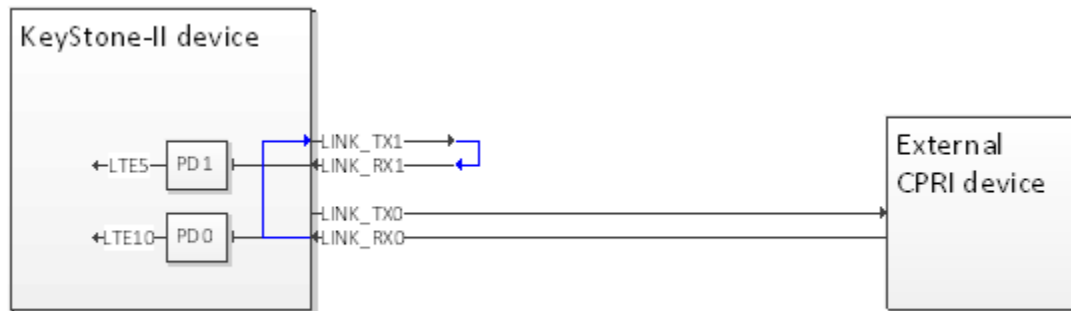 KeyStone-II device
LINK_TX1
LTE5
PD1
LINK_RX1
External
CPRI device
LINK_TX0
LTE10
PD0
LINK_RX0